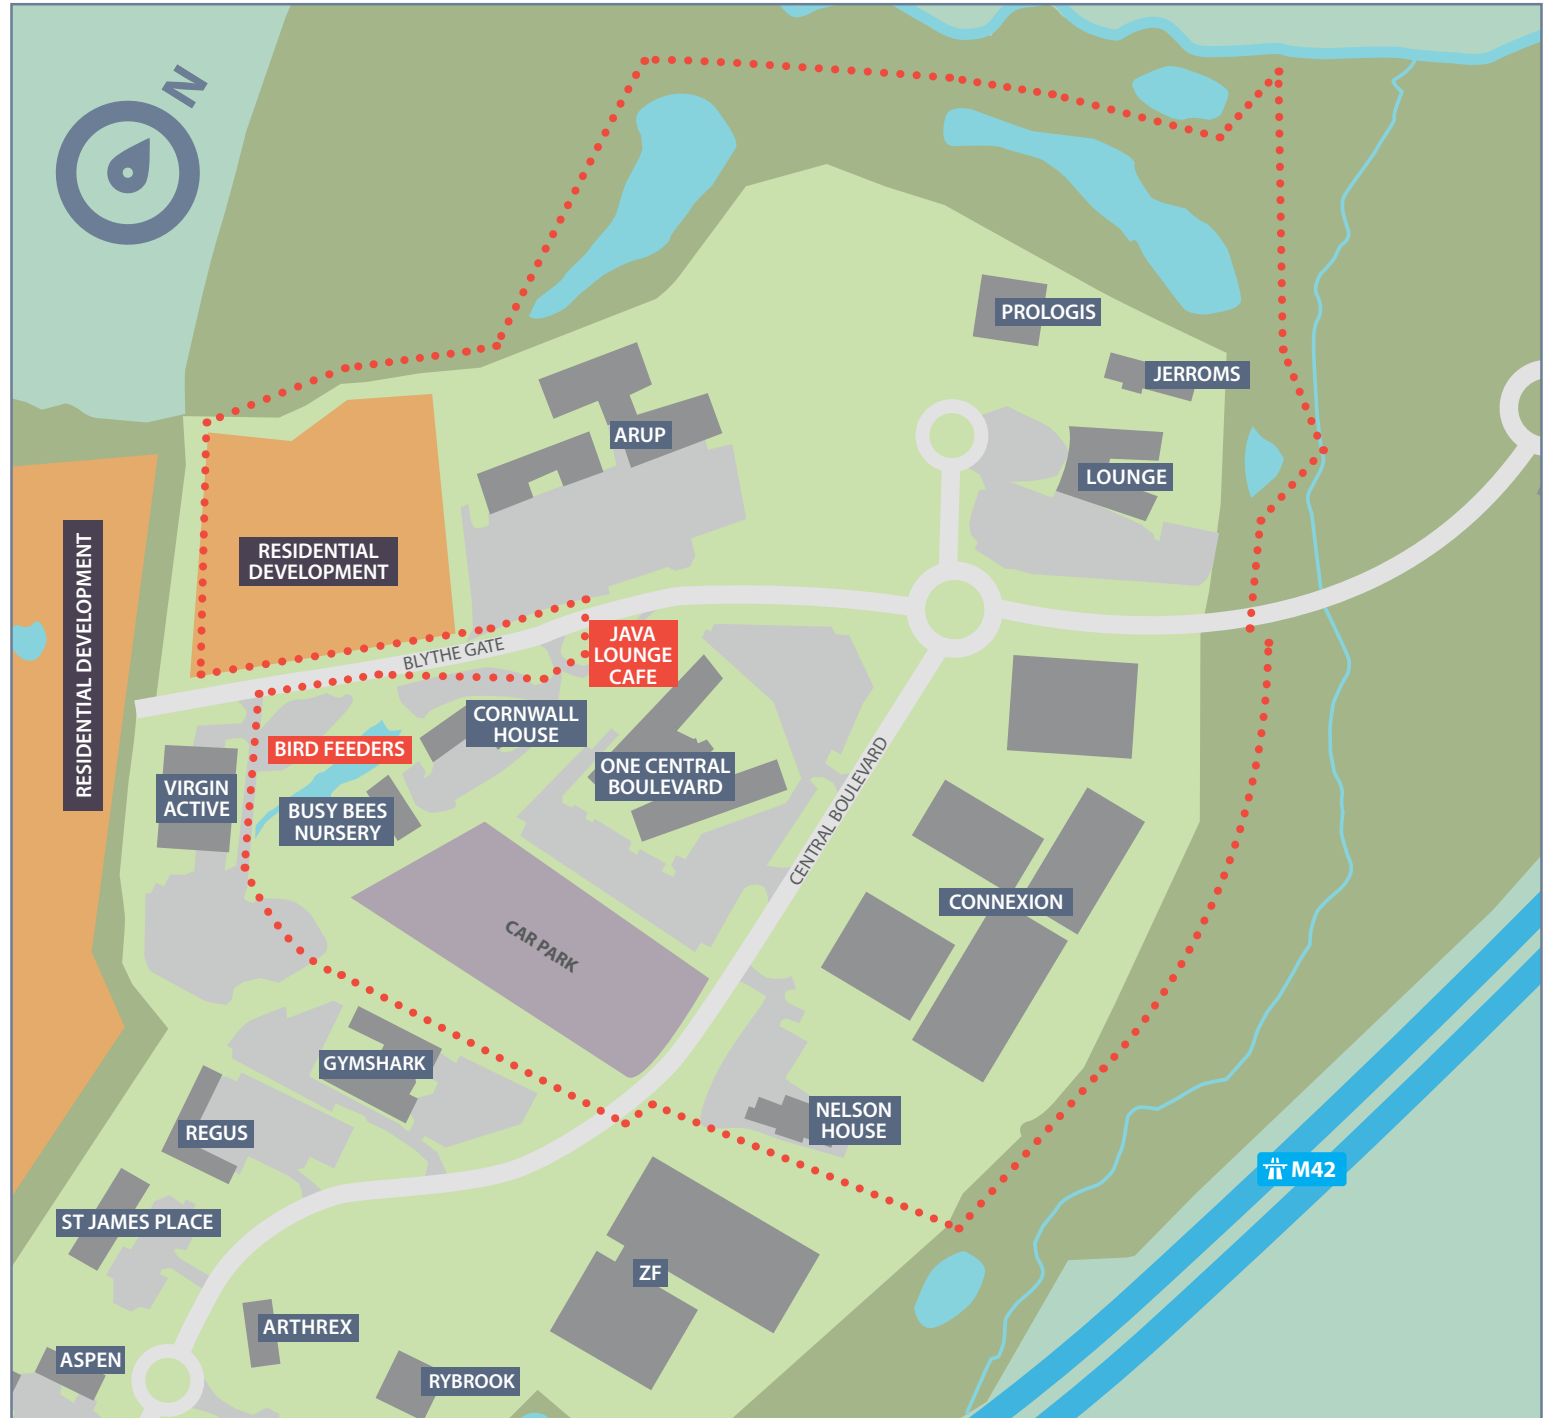 N
PROLOGIS
JERROMS
ARUP
LOUNGE
RESIDENTIAL
DEVELOPMENT
RESIDENTIAL DEVELOPMENT
BLYTHE GATE
JAVA
LOUNGE
CAFE
CORNWALL
HOUSE
BIRD FEEDERS
ONE CENTRAL
BOULEVARD
VIRGIN
ACTIVE
BUSY BEES
NURSERY
CENTRAL BOULEVARD
CONNEXION
CAR PARK
GYMSHARK
NELSON
HOUSE
REGUS
M42
ST JAMES PLACE
ZF
ARTHREX
ASPEN
RYBROOK